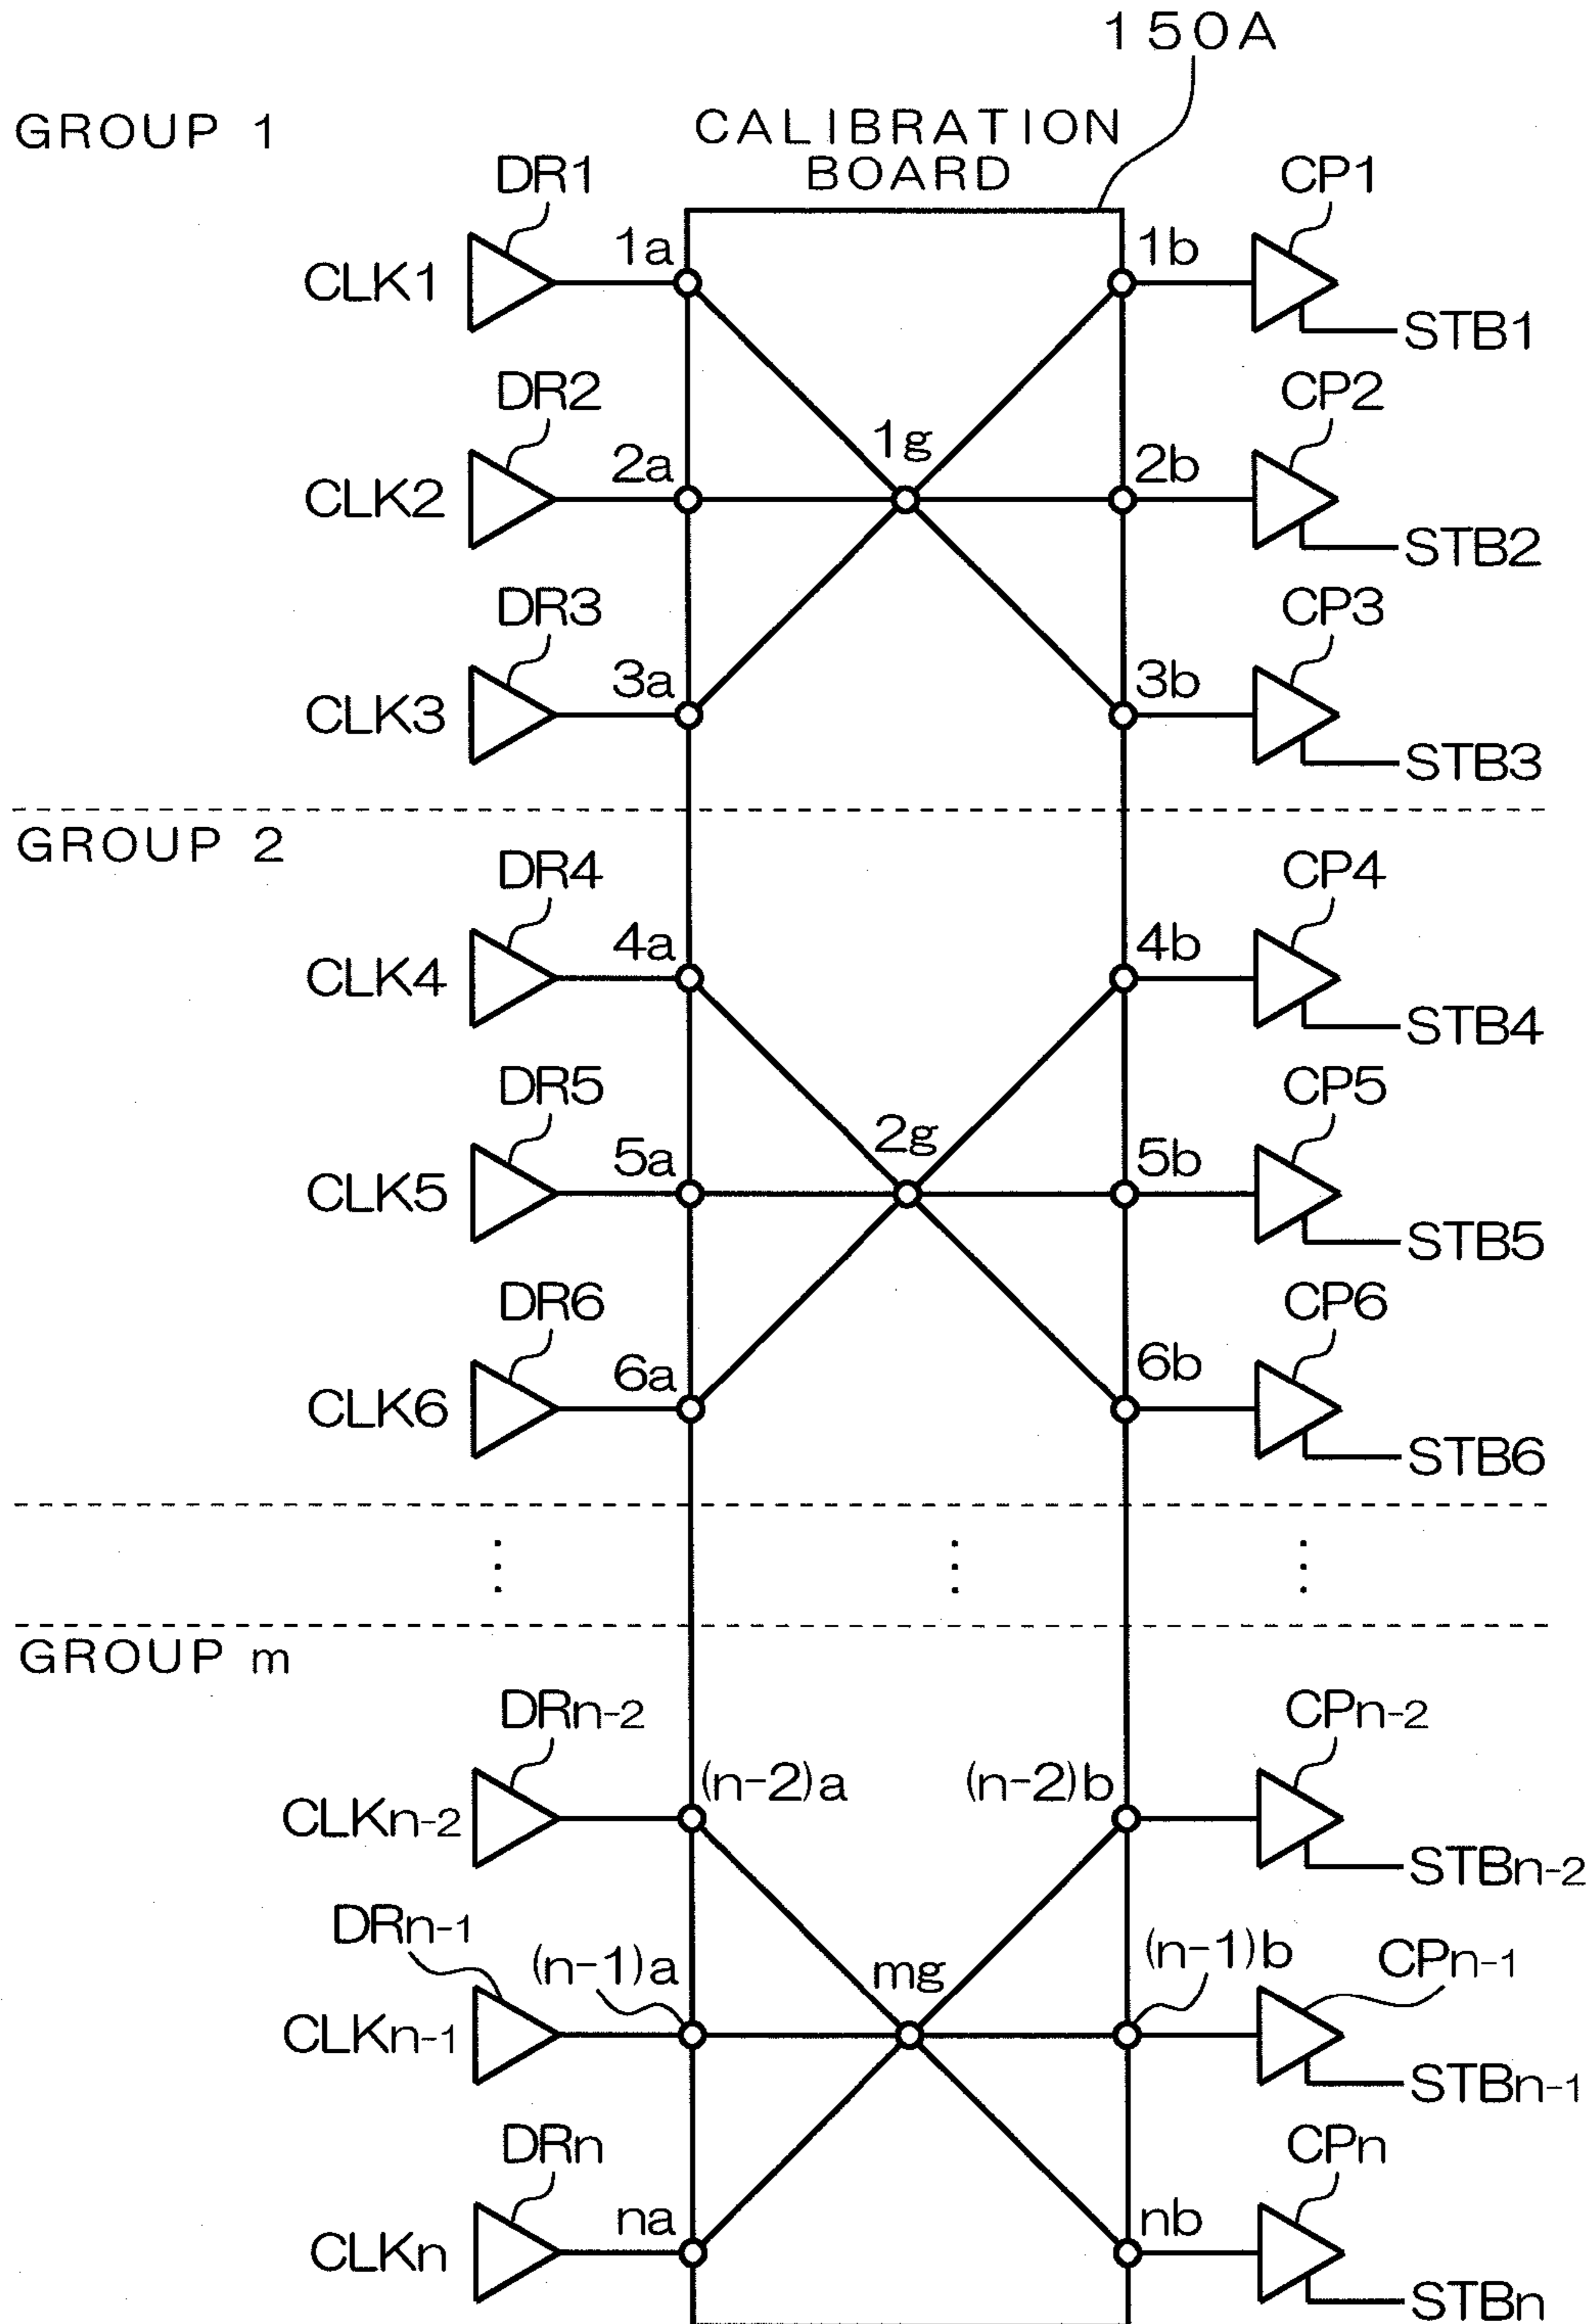 150A
GROUP 1
CALIBRATION
BOARD
DR1
CP1
1a
1b
CLK1
STB1
DR2
CP2
1g
2a
2b
CLK2
STB2
DR3
CP3
3a
3b
CLK3
STB3
GROUP 2
DR4
CP4
4a
4b
CLK4
STB4
DR5
CP5
2g
5a
5b
CLK5
STB5
DR6
CP6
6a
6b
CLK6
STB6
GROUP m
DRn-2
CPn-2
(n-2)a
(n-2)b
CLKn-2
STBn-2
DRn-1
(n-1)a
mg
(n-1)b
CPn-1
CLKn-1
STBn-1
DRn
CPn
na
nb
CLKn
STBn